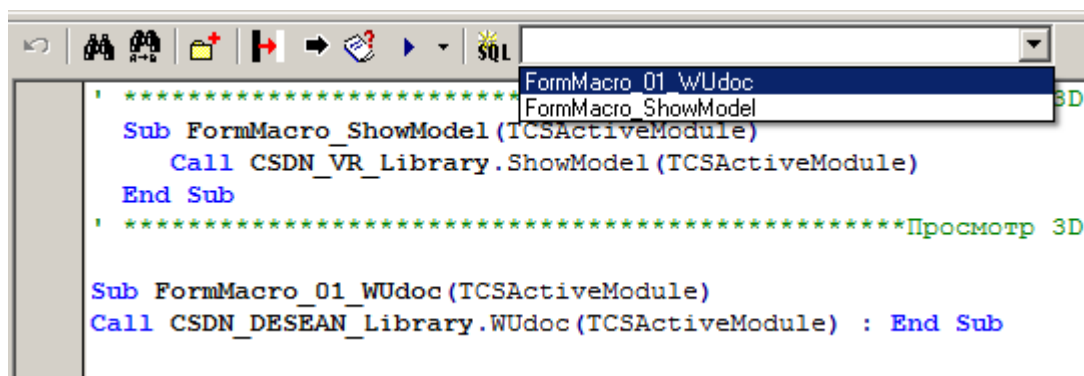 A→B SQL
FormMacro_01_WUdoc
FormMacro_ShowModel
' ******************************** 3D
Sub FormMacro_ShowModel(TCSActiveModule)
Call CSDN_VR_Library.ShowModel(TCSActiveModule)
End Sub
' *************************************************Просмотр 3D
Sub FormMacro_01_WUdoc(TCSActiveModule)
Call CSDN_DESEAN_Library.WUdoc(TCSActiveModule) : End Sub